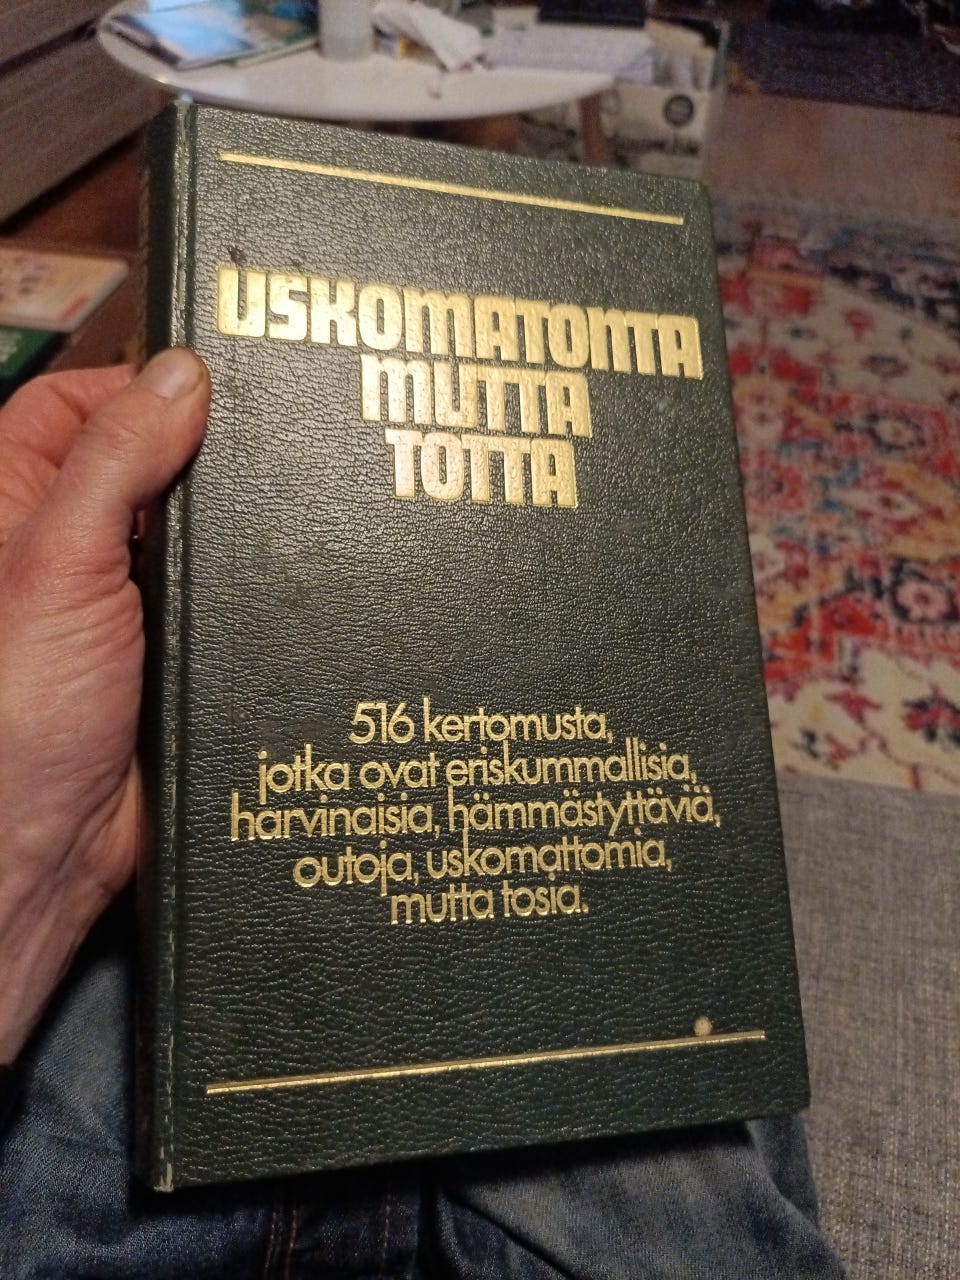 USKOMATONTA
MUTTA
TOTTA
516 kertomusta,
jotka ovat eriskummallisia,
harvinaisia, hämmästyttäviä,
outoja, uskomattomia,
mutta tosia.